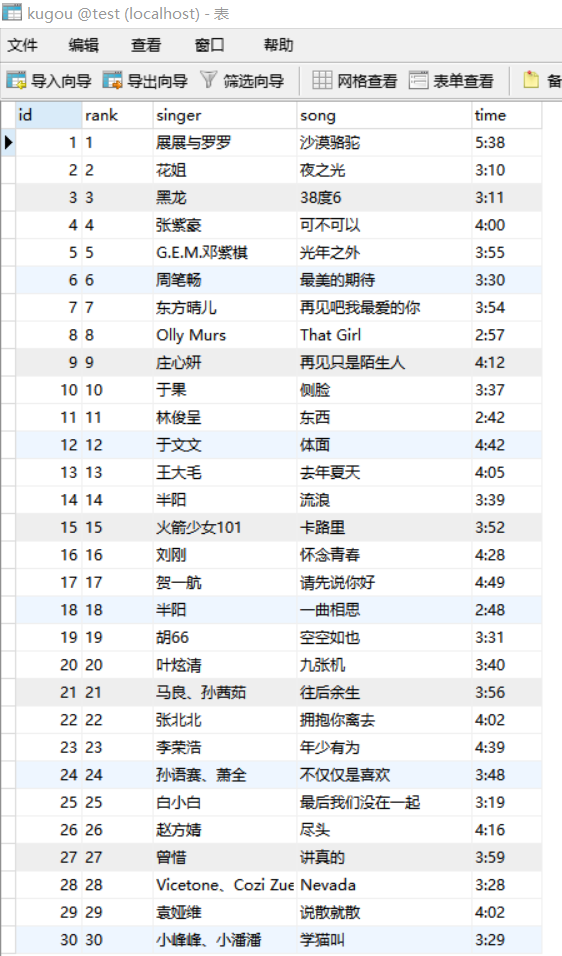 kugou @test (localhost) - 表
文件 编辑 查看 窗口 帮助
导入向导 导出向导 筛选向导 网格查看 表单查看 备
id rank singer song time
1 1 展展与罗罗 沙漠骆驼 5:38
2 2 花姐 夜之光 3:10
3 3 黑龙 38度6 3:11
4 4 张紫豪 可不可以 4:00
5 5 G.E.M.邓紫棋 光年之外 3:55
6 6 周笔畅 最美的期待 3:30
7 7 东方晴儿 再见吧我最爱的你 3:54
8 8 Olly Murs That Girl 2:57
9 9 庄心妍 再见只是陌生人 4:12
10 10 于果 侧脸 3:37
11 11 林俊呈 东西 2:42
12 12 于文文 体面 4:42
13 13 王大毛 去年夏天 4:05
14 14 半阳 流浪 3:39
15 15 火箭少女101 卡路里 3:52
16 16 刘刚 怀念青春 4:28
17 17 贺一航 请先说你好 4:49
18 18 半阳 一曲相思 2:48
19 19 胡66 空空如也 3:31
20 20 叶炫清 九张机 3:40
21 21 马良、孙茜茹 往后余生 3:56
22 22 张北北 拥抱你离去 4:02
23 23 李荣浩 年少有为 4:39
24 24 孙语赛、萧全 不仅仅是喜欢 3:48
25 25 白小白 最后我们没在一起 3:19
26 26 赵方婧 尽头 4:16
27 27 曾惜 讲真的 3:59
28 28 Vicetone、Cozi Zue Nevada 3:28
29 29 袁娅维 说散就散 4:02
30 30 小峰峰、小潘潘 学猫叫 3:29